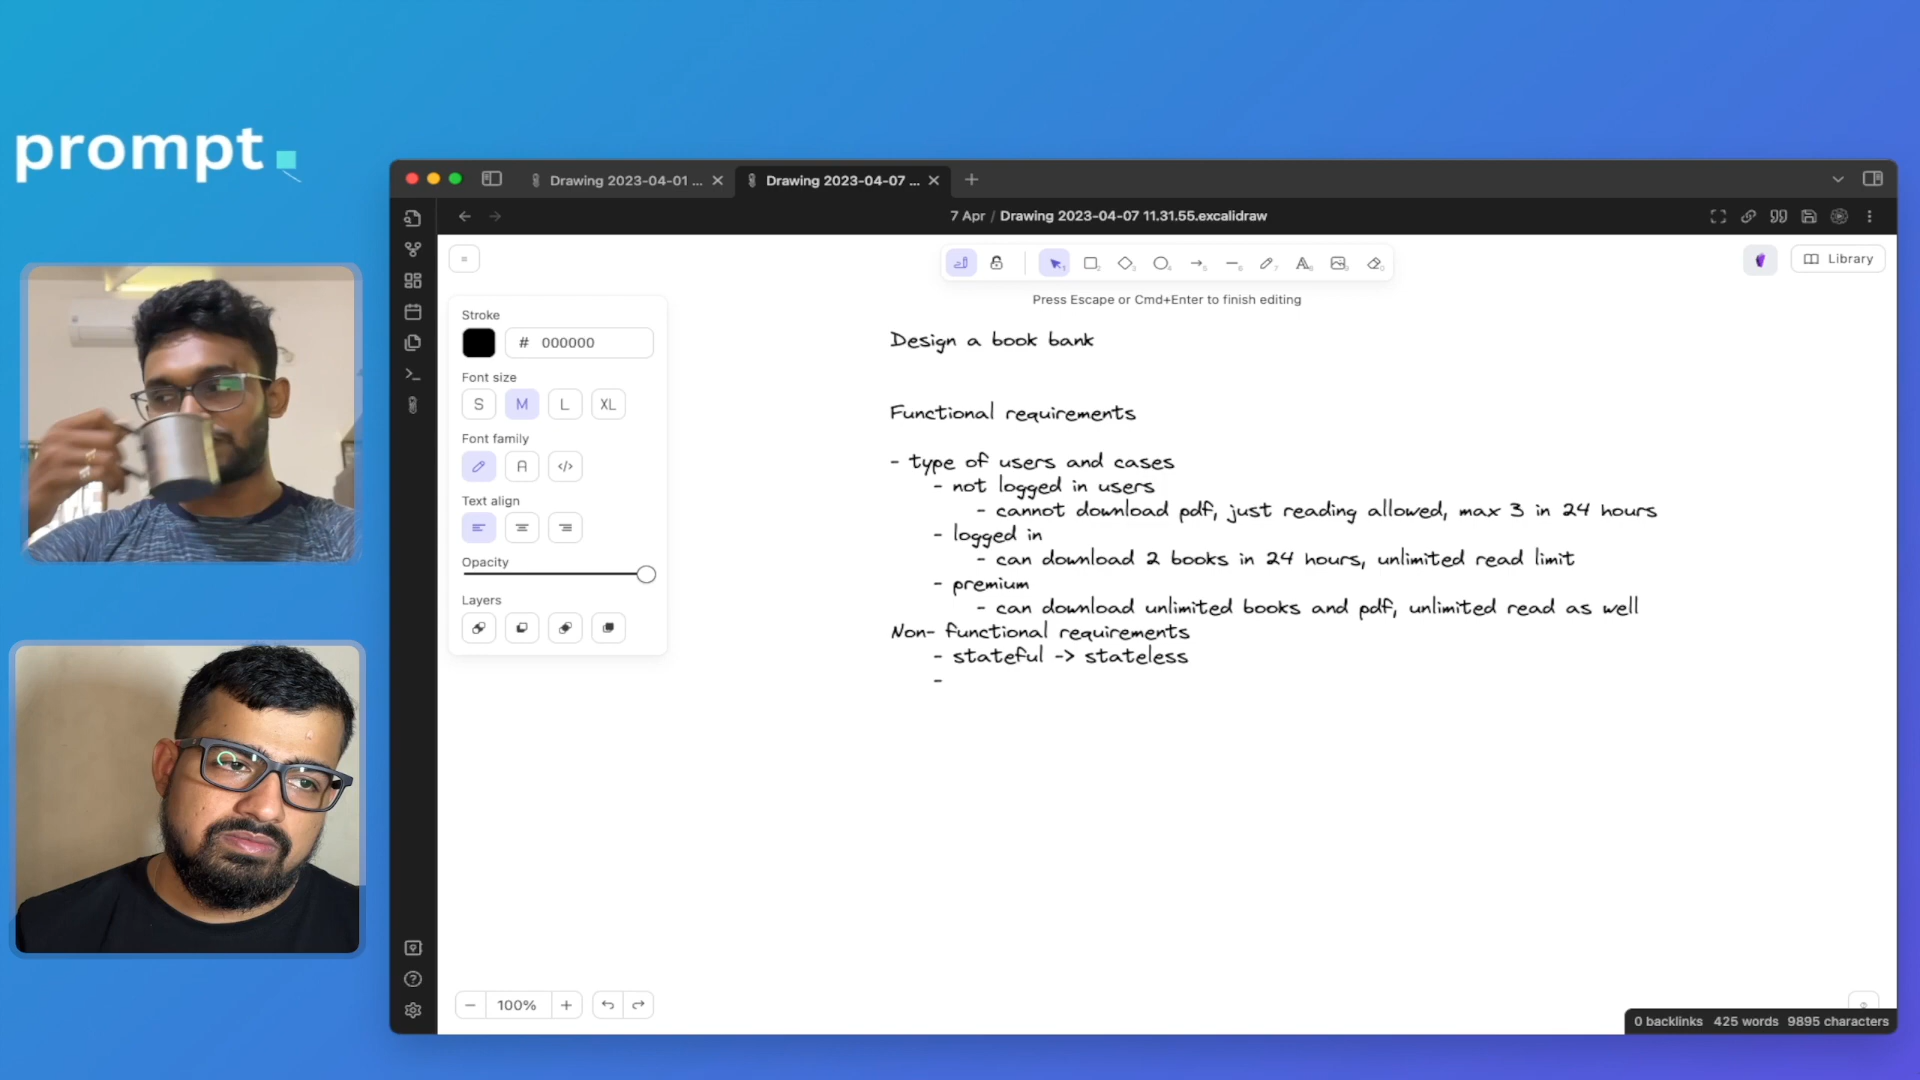 prompt.
Drawing 2023-04-01 ...
Drawing 2023-04-07 ...
7 Apr / Drawing 2023-04-07 11.31.55.excalidraw
Library
Press Escape or Cmd+Enter to finish editing
Stroke
# 000000
Font size
S M L XL
Font family
A </>
Text align
Opacity
Layers
Design a book bank
Functional requirements
- type of users and cases
- not logged in users
- cannot download pdf, just reading allowed, max 3 in 24 hours
- logged in
- can download 2 books in 24 hours, unlimited read limit
- premium
- can download unlimited books and pdf, unlimited read as well
Non- functional requirements
- stateful -> stateless
-
100%
0 backlinks 425 words 9895 characters